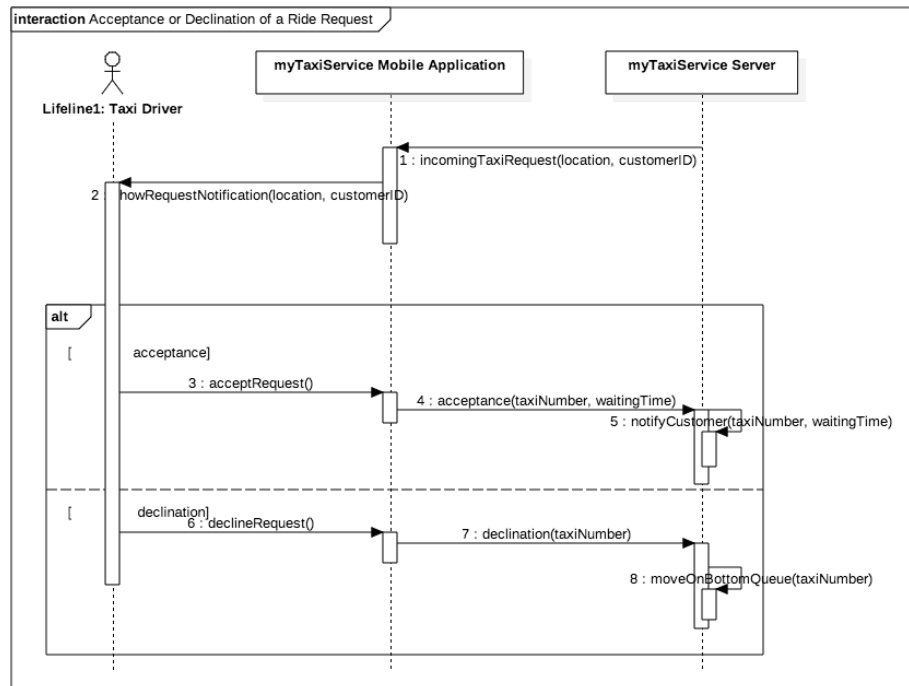 interaction Acceptance or Declination of a Ride Request
myTaxiService Mobile Application
myTaxiService Server
Lifeline1: Taxi Driver
1 : incomingTaxiRequest(location, customerID)
2 : howRequestNotification(location, customerID)
alt
[ acceptance]
3 : acceptRequest()
4 : acceptance(taxiNumber, waitingTime)
5 : notifyCustomer(taxiNumber, waitingTime)
[ declination]
6 : declineRequest()
7 : declination(taxiNumber)
8 : moveOnBottomQueue(taxiNumber)